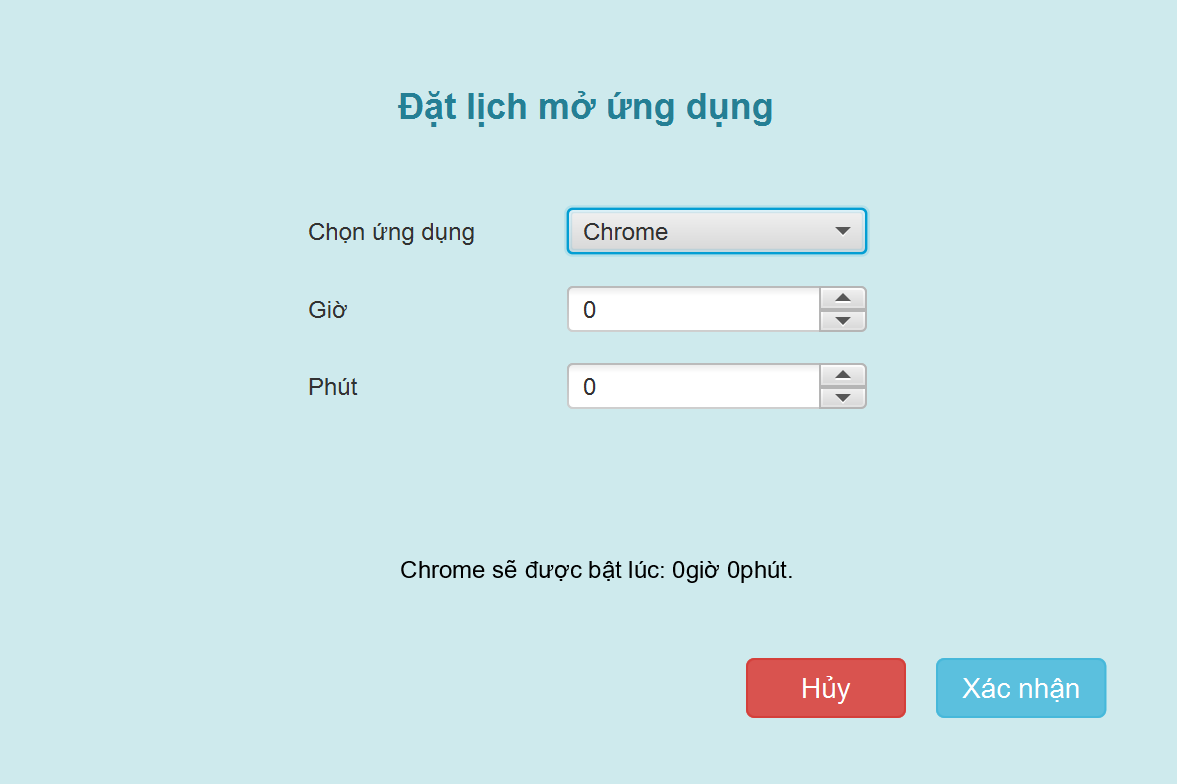 Đặt lịch mở ứng dụng
Chọn ứng dụng
Chrome
Giờ
0
Phút
0
Chrome sẽ được bật lúc: 0giờ 0phút.
Hủy
Xác nhận